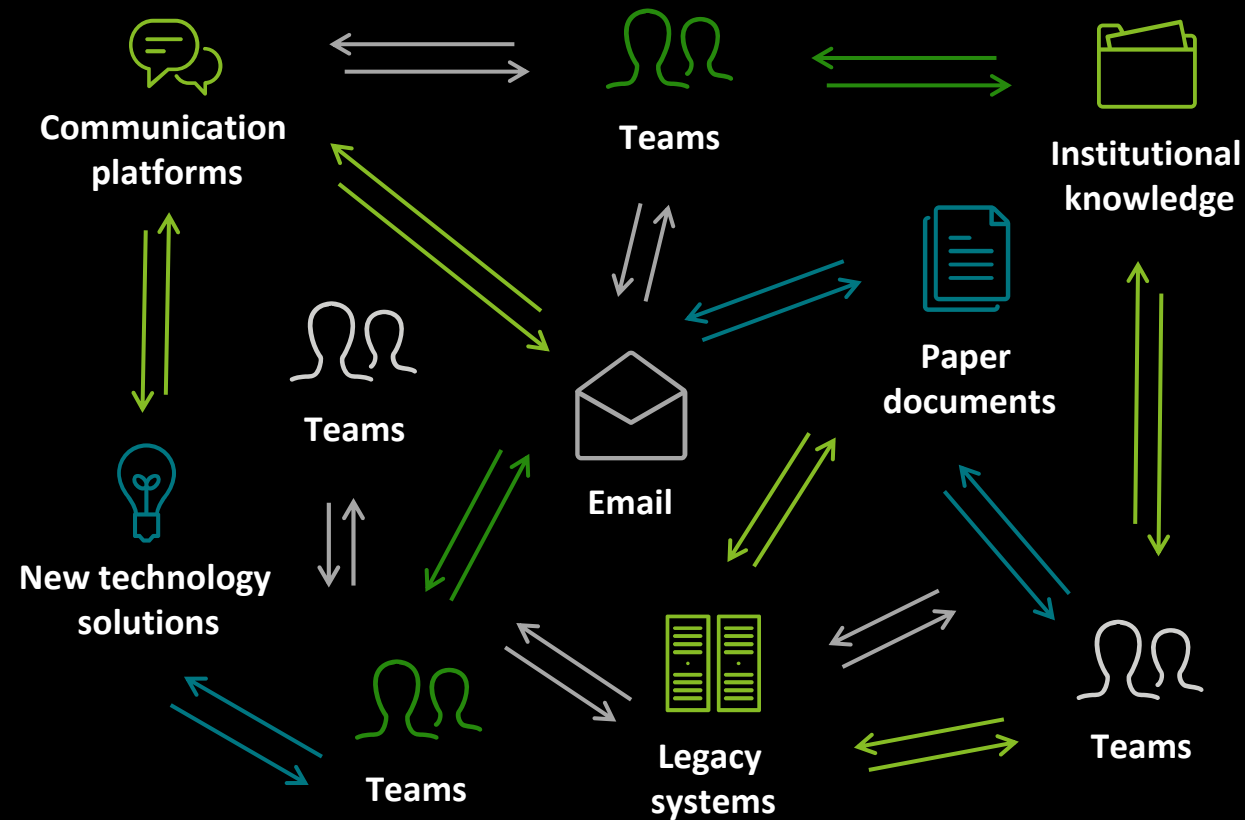 Communication
platforms
Teams
Institutional
knowledge
Paper
documents
Teams
Email
New technology
solutions
Teams
Legacy
systems
Teams